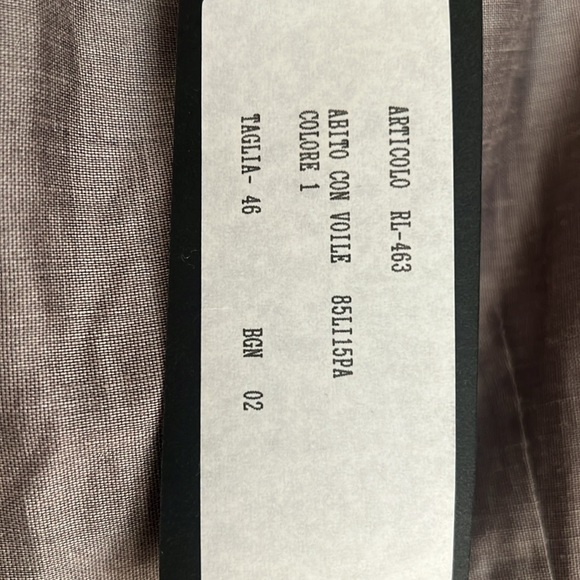 ARTICOLO RL-463
ABITO CON VOILE 85LI15PA
COLORE 1
TAGLIA- 46 BGN 02